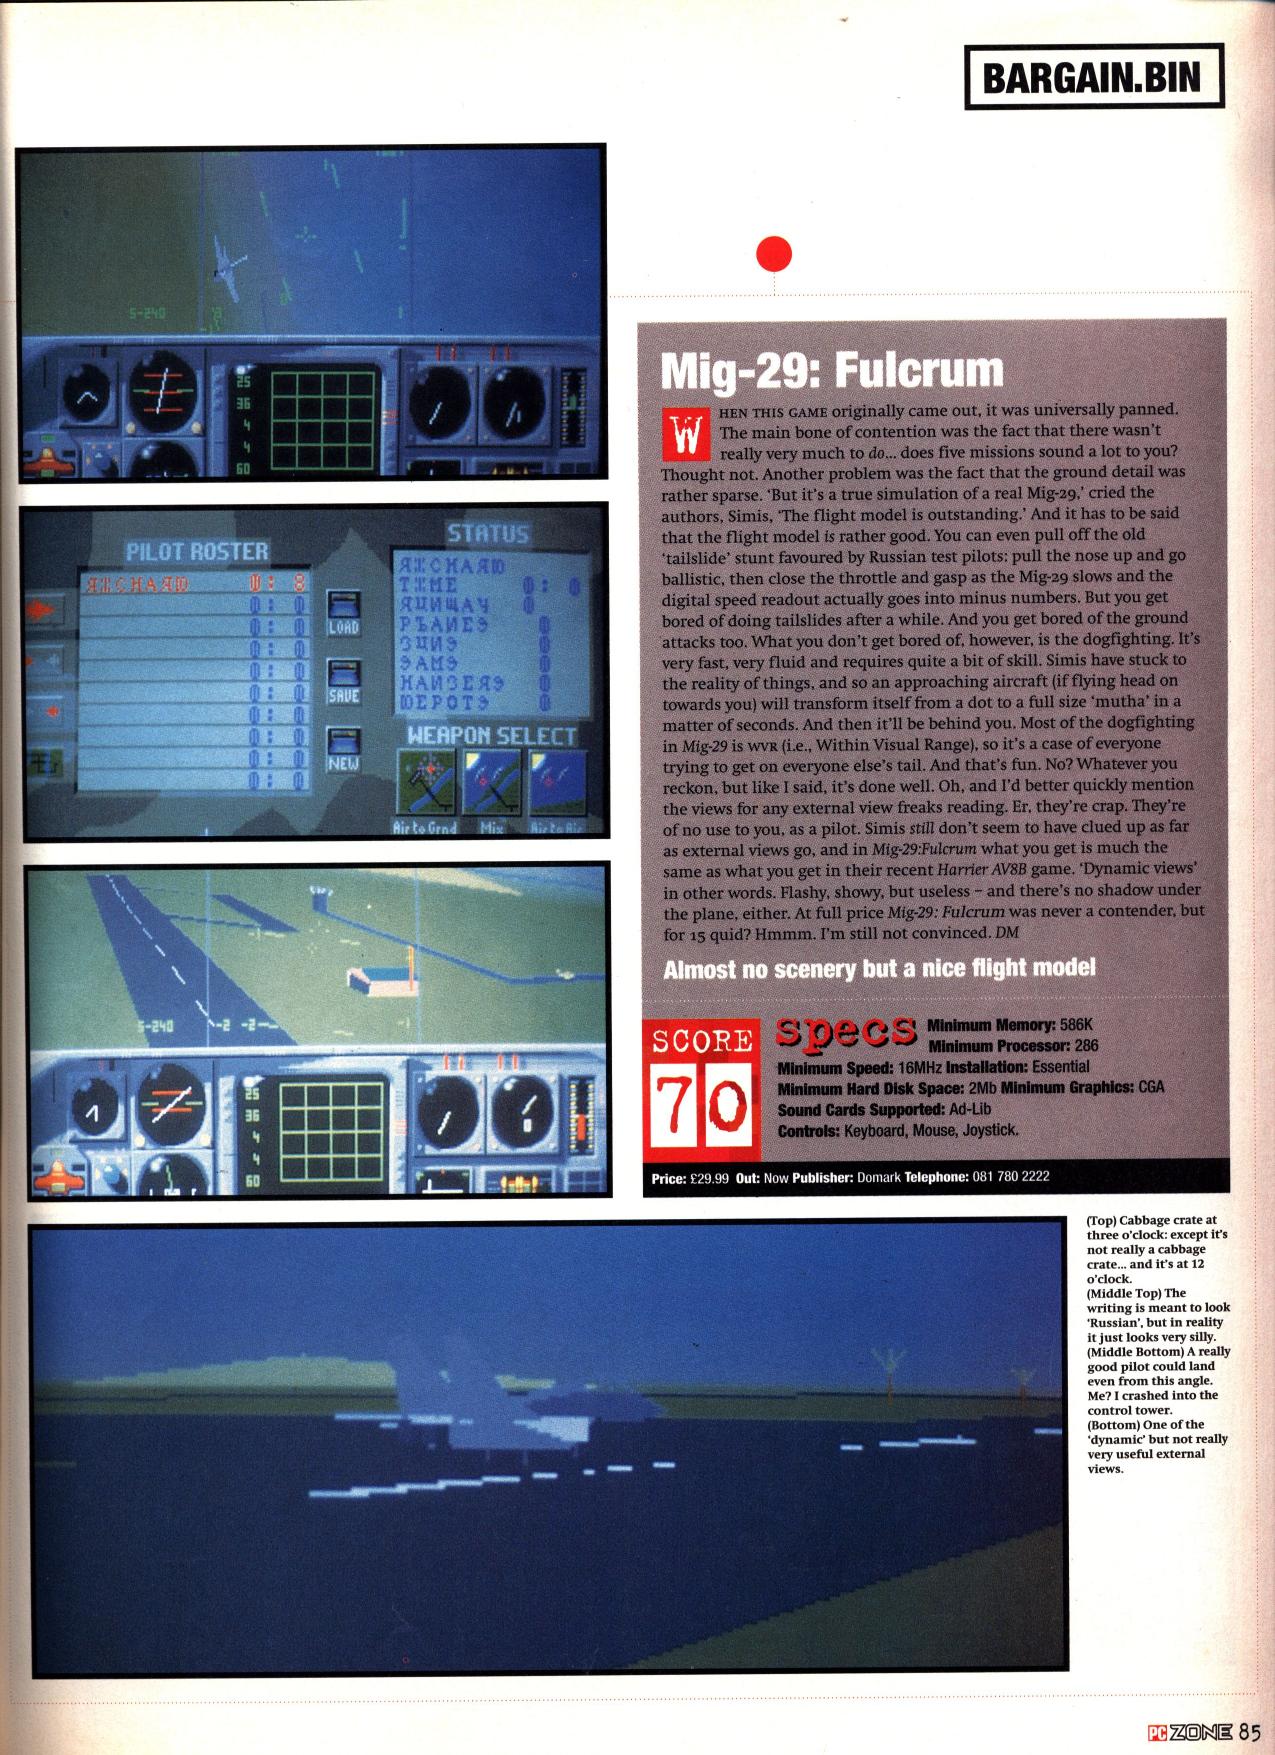 BARGAIN.BIN
S-240
25
36
4
4
60
PILOT ROSTER
STATUS
LOAD
SAVE
NEW
WEAPON SELECT
Air to Grnd
Mix
Air to Air
S-240
-2 -2
25
36
4
4
60
Mig-29: Fulcrum
WHEN THIS GAME originally came out, it was universally panned.
The main bone of contention was the fact that there wasn't
really very much to do... does five missions sound a lot to you?
Thought not. Another problem was the fact that the ground detail was
rather sparse. 'But it's a true simulation of a real Mig-29,' cried the
authors, Simis, 'The flight model is outstanding.' And it has to be said
that the flight model is rather good. You can even pull off the old
'tailslide' stunt favoured by Russian test pilots: pull the nose up and go
ballistic, then close the throttle and gasp as the Mig-29 slows and the
digital speed readout actually goes into minus numbers. But you get
bored of doing tailslides after a while. And you get bored of the ground
attacks too. What you don't get bored of, however, is the dogfighting. It's
very fast, very fluid and requires quite a bit of skill. Simis have stuck to
the reality of things, and so an approaching aircraft (if flying head on
towards you) will transform itself from a dot to a full size 'mutha' in a
matter of seconds. And then it'll be behind you. Most of the dogfighting
in Mig-29 is WVR (i.e., Within Visual Range), so it's a case of everyone
trying to get on everyone else's tail. And that's fun. No? Whatever you
reckon, but like I said, it's done well. Oh, and I'd better quickly mention
the views for any external view freaks reading. Er, they're crap. They're
of no use to you, as a pilot. Simis still don't seem to have clued up as far
as external views go, and in Mig-29:Fulcrum what you get is much the
same as what you get in their recent Harrier AV8B game. 'Dynamic views'
in other words. Flashy, showy, but useless – and there's no shadow under
the plane, either. At full price Mig-29: Fulcrum was never a contender, but
for 15 quid? Hmmm. I'm still not convinced. DM
Almost no scenery but a nice flight model
SCORE
70
specs Minimum Memory: 586K
Minimum Processor: 286
Minimum Speed: 16MHz Installation: Essential
Minimum Hard Disk Space: 2Mb Minimum Graphics: CGA
Sound Cards Supported: Ad-Lib
Controls: Keyboard, Mouse, Joystick.
Price: £29.99 Out: Now Publisher: Domark Telephone: 081 780 2222
(Top) Cabbage crate at
three o'clock: except it's
not really a cabbage
crate... and it's at 12
o'clock.
(Middle Top) The
writing is meant to look
'Russian', but in reality
it just looks very silly.
(Middle Bottom) A really
good pilot could land
even from this angle.
Me? I crashed into the
control tower.
(Bottom) One of the
'dynamic' but not really
very useful external
views.
PC ZONE 85